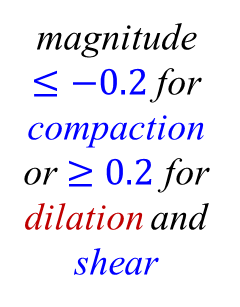 magnitude
≤ −0.2 for
compaction
or ≥ 0.2 for
dilation and
shear